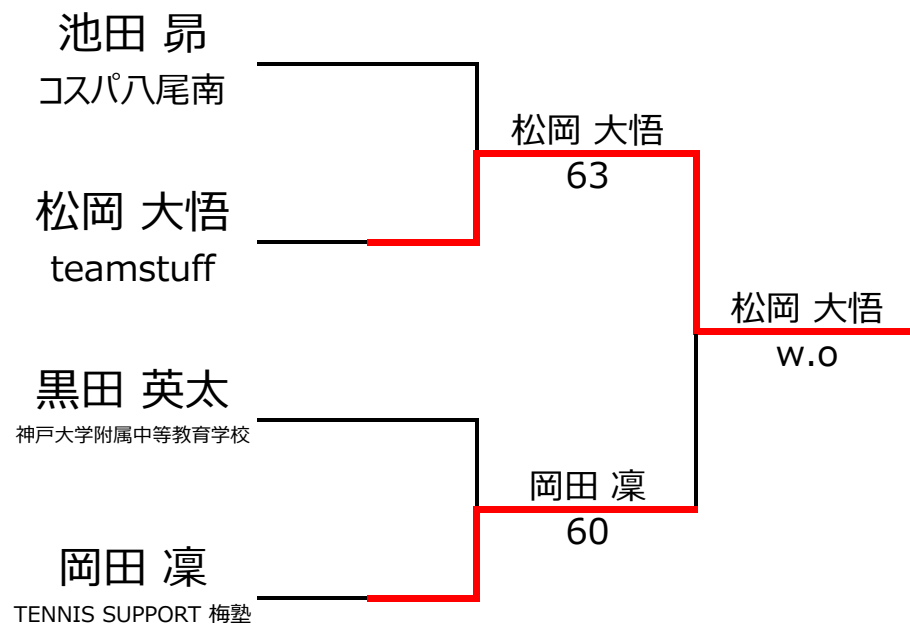 池田 昴
コスパ八尾南
松岡 大悟
63
松岡 大悟
teamstuff
松岡 大悟
w.o
黒田 英太
神戸大学附属中等教育学校
岡田 凜
60
岡田 凜
TENNIS SUPPORT 梅塾